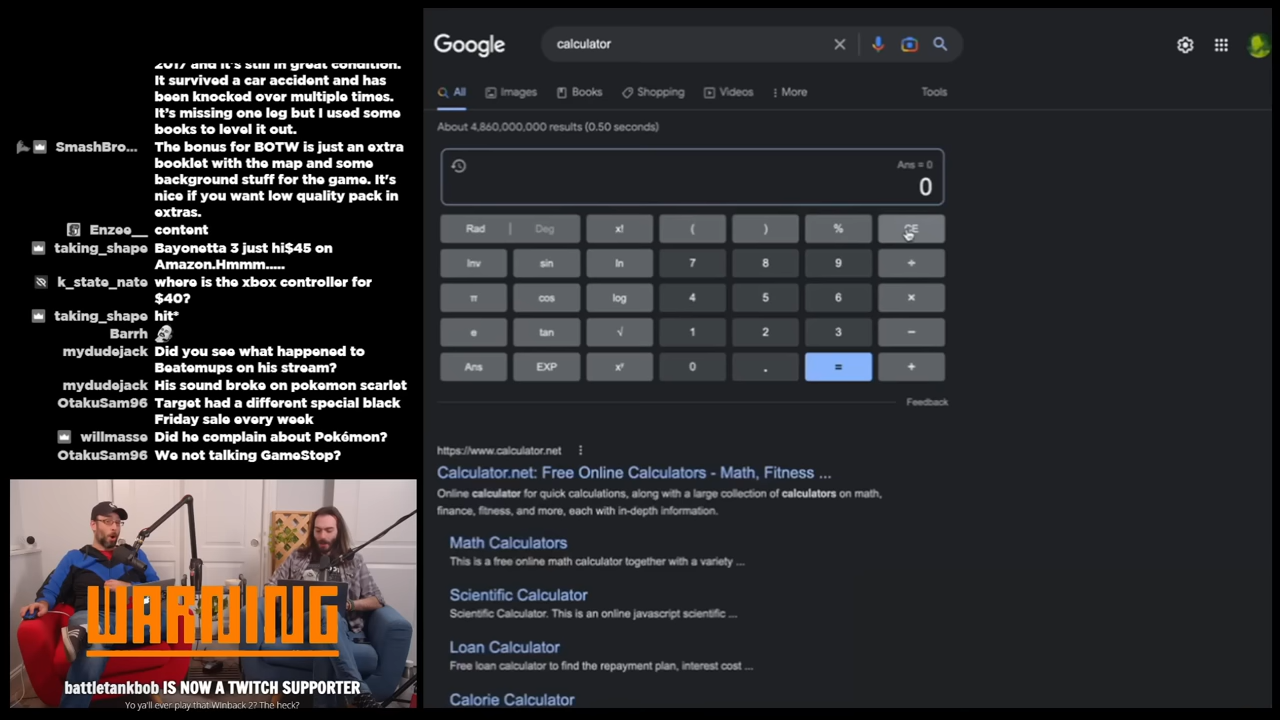 2017 and it's still in great condition.
It survived a car accident and has
been knocked over multiple times.
It's missing one leg but I used some
books to level it out.
SmashBro... The bonus for BOTW is just an extra
booklet with the map and some
background stuff for the game. It's
nice if you want low quality pack in
extras.
Enzee__ content
taking_shape Bayonetta 3 just hi$45 on
Amazon.Hmmm.....
k_state_nate where is the xbox controller for
$40?
taking_shape hit*
Barrh
mydudejack Did you see what happened to
Beatemups on his stream?
mydudejack His sound broke on pokemon scarlet
OtakuSam96 Target had a different special black
Friday sale every week
willmasse Did he complain about Pokémon?
OtakuSam96 We not talking GameStop?
WARNING
battletankbob IS NOW A TWITCH SUPPORTER
Yo ya'll ever play that Winback 2? The heck?
Google
calculator
All Images Books Shopping Videos More Tools
About 4,860,000,000 results (0.50 seconds)
Ans = 0
0
Rad | Deg x! ( ) % CE
Inv sin ln 7 8 9 ÷
π cos log 4 5 6 ×
e tan √ 1 2 3 −
Ans EXP xʸ 0 . = +
Feedback
https://www.calculator.net
Calculator.net: Free Online Calculators - Math, Fitness ...
Online calculator for quick calculations, along with a large collection of calculators on math,
finance, fitness, and more, each with in-depth information.
Math Calculators
This is a free online math calculator together with a variety ...
Scientific Calculator
Scientific Calculator. This is an online javascript scientific ...
Loan Calculator
Free loan calculator to find the repayment plan, interest cost ...
Calorie Calculator